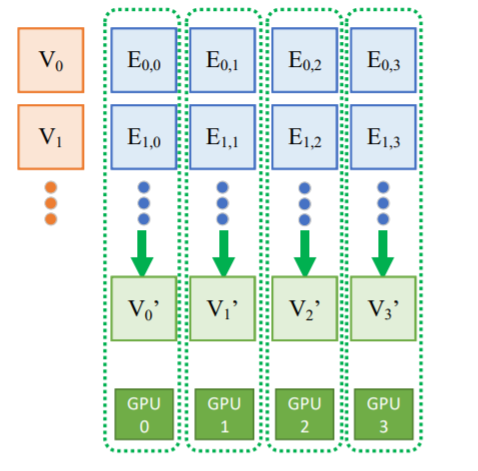 V₀ E₀,₀ E₀,₁ E₀,₂ E₀,₃
V₁ E₁,₀ E₁,₁ E₁,₂ E₁,₃
V₀’ V₁’ V₂’ V₃’
GPU 0 GPU 1 GPU 2 GPU 3